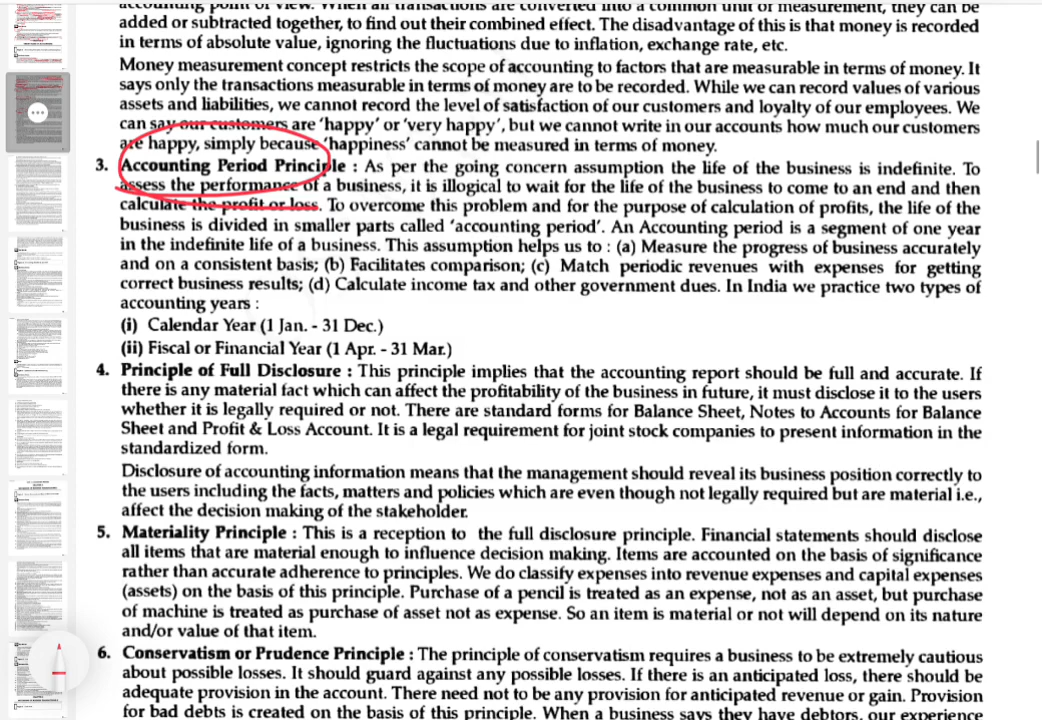 accounting point of view. When all transactions are converted into a common unit of measurement, they can be
added or subtracted together, to find out their combined effect. The disadvantage of this is that money is recorded
in terms of absolute value, ignoring the fluctuations due to inflation, exchange rate, etc.
Money measurement concept restricts the scope of accounting to factors that are measurable in terms of money. It
says only the transactions measurable in terms of money are to be recorded. While we can record values of various
assets and liabilities, we cannot record the level of satisfaction of our customers and loyalty of our employees. We
can say our customers are ‘happy’ or ‘very happy’, but we cannot write in our accounts how much our customers
are happy, simply because ‘happiness’ cannot be measured in terms of money.
3. Accounting Period Principle : As per the going concern assumption the life of the business is indefinite. To
assess the performance of a business, it is illogical to wait for the life of the business to come to an end and then
calculate the profit or loss. To overcome this problem and for the purpose of calculation of profits, the life of the
business is divided in smaller parts called ‘accounting period’. An Accounting period is a segment of one year
in the indefinite life of a business. This assumption helps us to : (a) Measure the progress of business accurately
and on a consistent basis; (b) Facilitates comparison; (c) Match periodic revenues with expenses for getting
correct business results; (d) Calculate income tax and other government dues. In India we practice two types of
accounting years :
(i) Calendar Year (1 Jan. - 31 Dec.)
(ii) Fiscal or Financial Year (1 Apr. - 31 Mar.)
4. Principle of Full Disclosure : This principle implies that the accounting report should be full and accurate. If
there is any material fact which can affect the profitability of the business in future, it must disclose it to the users
whether it is legally required or not. There are standard forms for Balance Sheet, Notes to Accounts for Balance
Sheet and Profit & Loss Account. It is a legal requirement for joint stock companies to present information in the
standardized form.
Disclosure of accounting information means that the management should reveal its business position correctly to
the users including the facts, matters and policies which are even though not legally required but are material i.e.,
affect the decision making of the stakeholder.
5. Materiality Principle : This is a reception to the full disclosure principle. Financial statements should disclose
all items that are material enough to influence decision making. Items are accounted on the basis of significance
rather than accurate adherence to principles. We do classify expenses into revenue expenses and capital expenses
(assets) on the basis of this principle. Purchase of a pencil is treated as an expense, not as an asset, but purchase
of machine is treated as purchase of asset not as expense. So an item is material or not will depend on its nature
and/or value of that item.
6. Conservatism or Prudence Principle : The principle of conservatism requires a business to be extremely cautious
about possible losses. It should guard against any possible losses. If there is an anticipated loss, there should be
adequate provision in the account. There need not to be any provision for anticipated revenue or gain. Provision
for bad debts is created on the basis of this principle. When a business says they have debtors, our experience